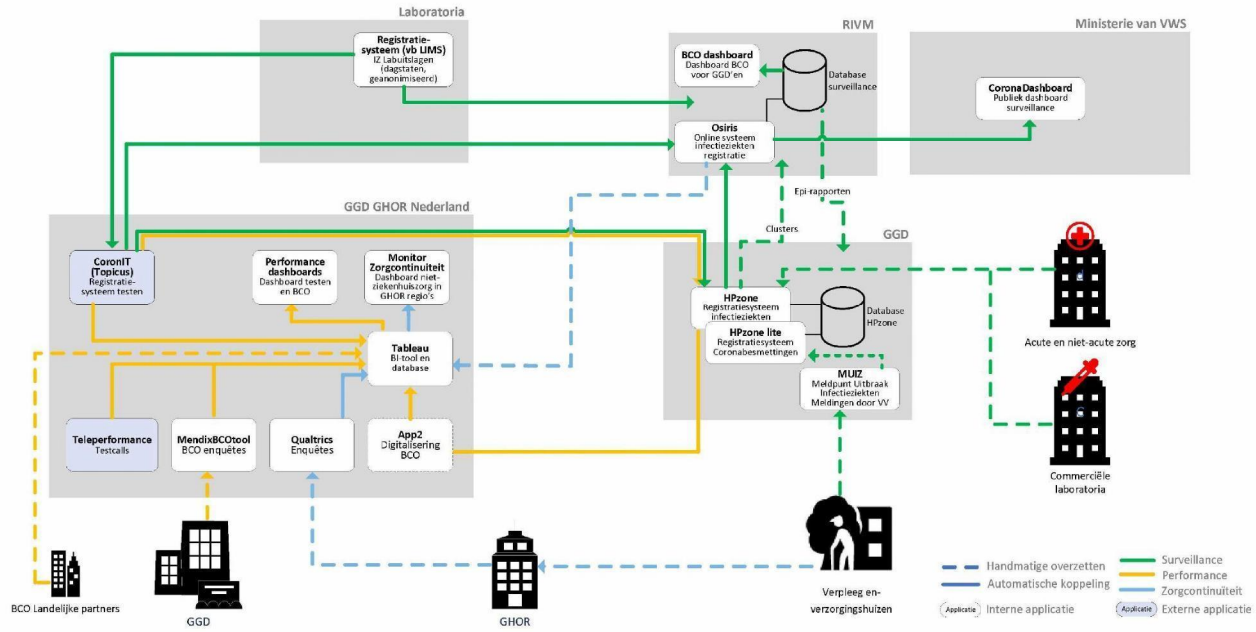 Laboratoria
RIVM
Ministerie van VWS
Registratie-
systeem (vb LIMS)
IZ Labuitslagen
(dagstaten,
geanonimiseerd)
BCO dashboard
Dashboard BCO
voor GGD'en
Database
surveillance
CoronaDashboard
Publiek dashboard
surveillance
Osiris
Online systeem
infectieziekten
registratie
Epi-rapporten
Clusters
GGD GHOR Nederland
GGD
CoronIT
(Topicus)
Registratie-
systeem testen
Performance
dashboards
Dashboard testen
en BCO
Monitor
Zorgcontinuiteit
Dashboard niet-
ziekenhuiszorg in
GHOR regio's
HPzone
Registratiesysteem
infectieziekten
Database
HPzone
HPzone lite
Registratiesysteem
Coronabesmettingen
Tableau
BI-tool en
database
MUIZ
Meldpunt Uitbraak
Infectieziekten
Meldingen door VV
Acute en niet-acute zorg
Teleperformance
Testcalls
MendixBCOtool
BCO enquêtes
Qualtrics
Enquêtes
App2
Digitalisering
BCO
Commerciële
laboratoria
BCO Landelijke partners
GGD
GHOR
Verpleeg en-
verzorgingshuizen
Handmatige overzetten
Automatische koppeling
Applicatie
Interne applicatie
Surveillance
Performance
Zorgcontinuïteit
Applicatie
Externe applicatie